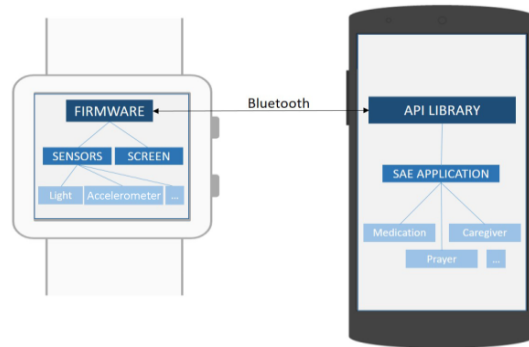 Bluetooth
FIRMWARE
SENSORS SCREEN
Light Accelerometer ...
API LIBRARY
SAE APPLICATION
Medication Caregiver
Prayer ...